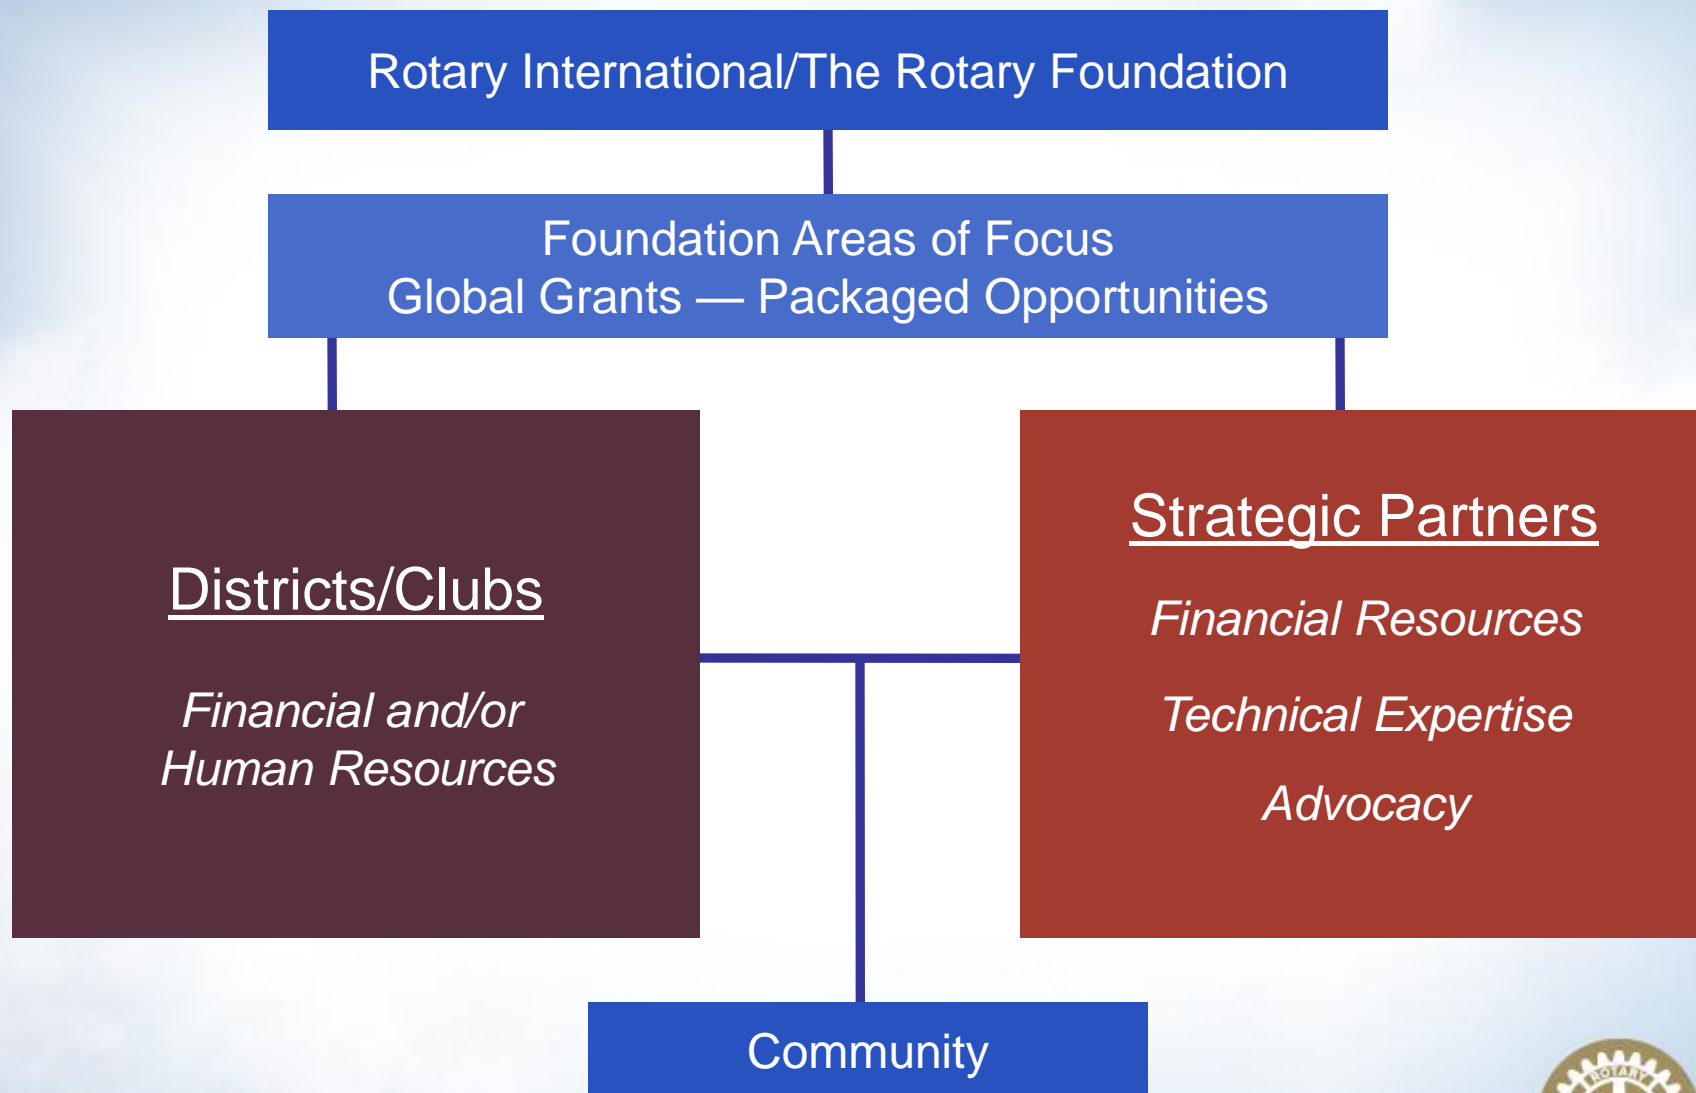 Rotary International/The Rotary Foundation
Foundation Areas of Focus
Global Grants — Packaged Opportunities
Districts/Clubs
Financial and/or
Human Resources
Strategic Partners
Financial Resources
Technical Expertise
Advocacy
Community
ROTARY